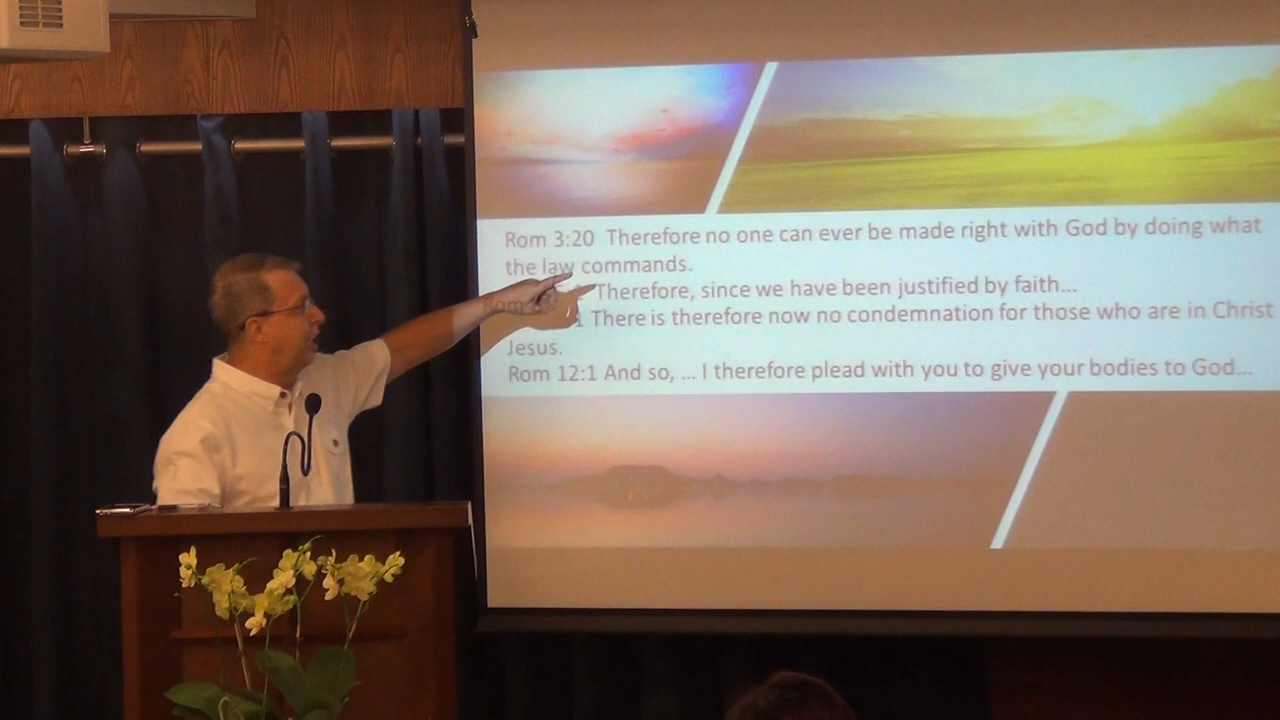 Rom 3:20 Therefore no one can ever be made right with God by doing what
the law commands.
Therefore, since we have been justified by faith...
Rom 1 There is therefore now no condemnation for those who are in Christ
Jesus.
Rom 12:1 And so, ... I therefore plead with you to give your bodies to God...